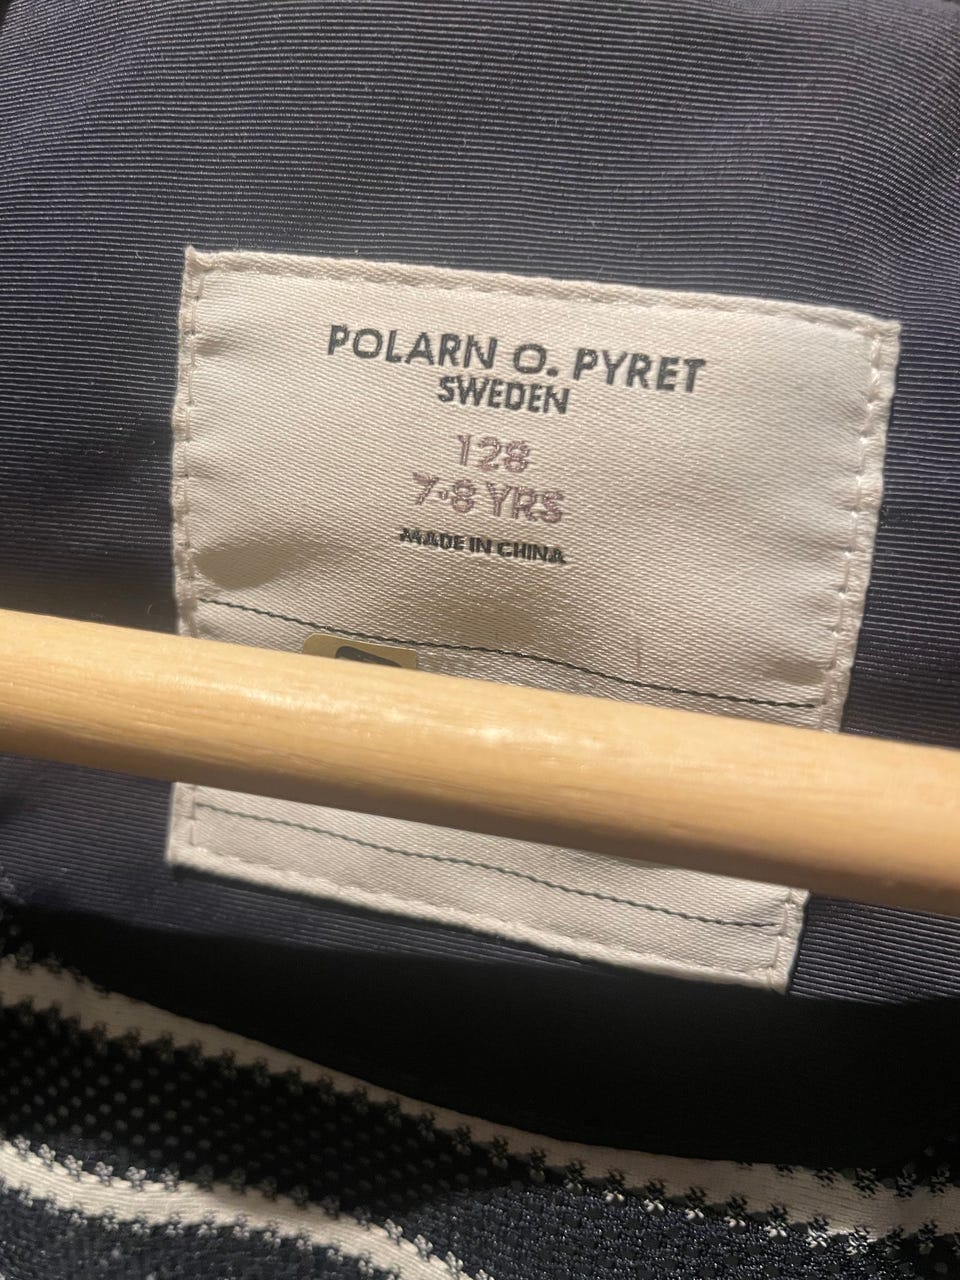 POLARN O. PYRET
SWEDEN
128
7-8 YRS
MADE IN CHINA